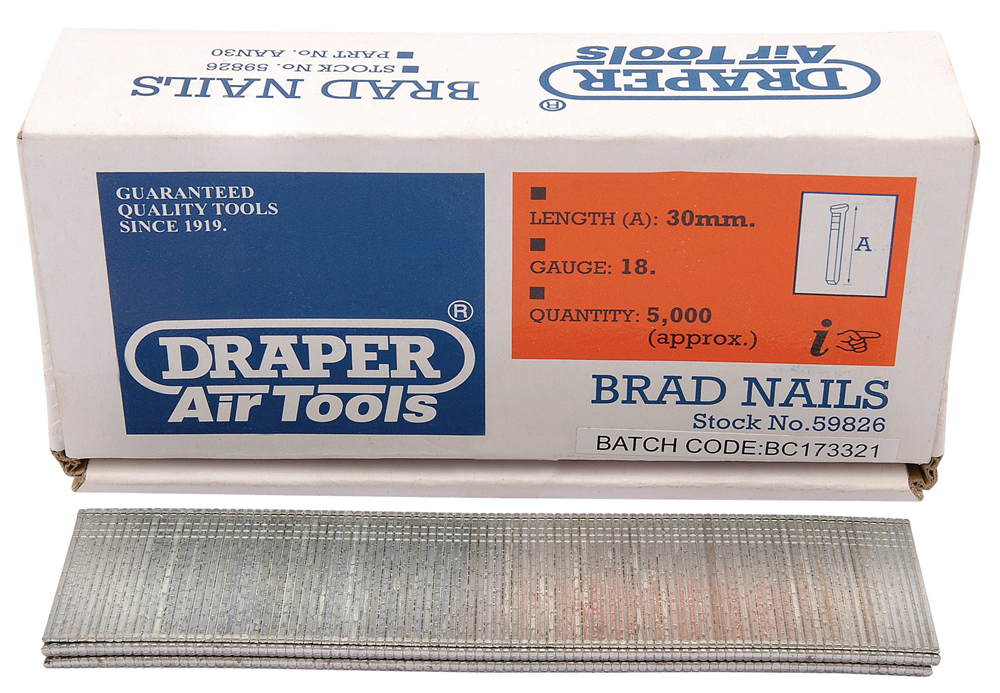 BRAD NAILS
■ STOCK No. 59826
■ PART No. AAN30
DRAPER
Air Tools
®
GUARANTEED
QUALITY TOOLS
SINCE 1919.
®
DRAPER
Air Tools
■
LENGTH (A): 30mm.
■
GAUGE: 18.
■
QUANTITY: 5,000
(approx.)
A
i
BRAD NAILS
Stock No.59826
BATCH CODE:BC173321